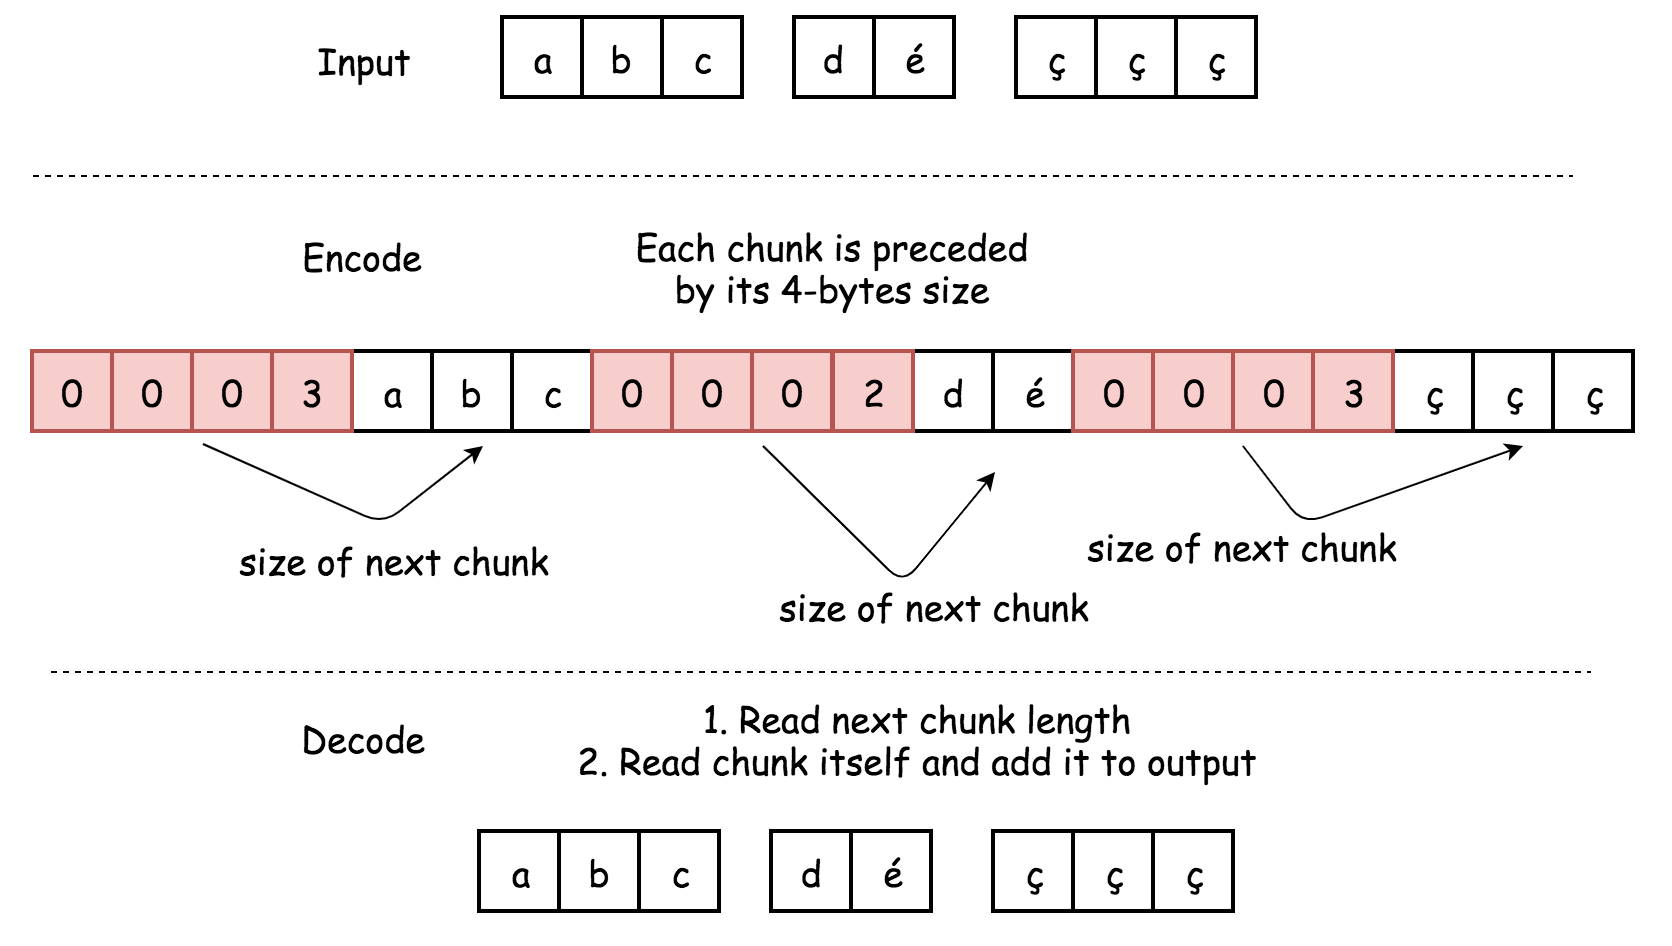 Input a b c d é ç ç ç
Encode
Each chunk is preceded
by its 4-bytes size
0 0 0 3 a b c 0 0 0 2 d é 0 0 0 3 ç ç ç
size of next chunk
size of next chunk
size of next chunk
Decode
1. Read next chunk length
2. Read chunk itself and add it to output
a b c d é ç ç ç